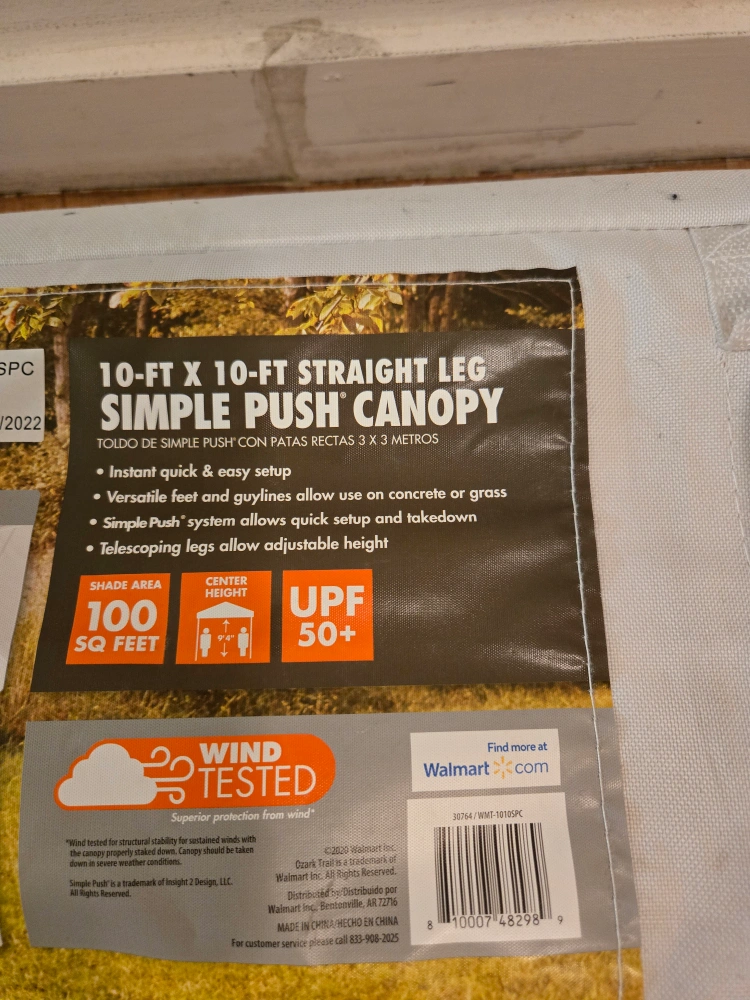 SPC
/2022
10-FT X 10-FT STRAIGHT LEG
SIMPLE PUSH® CANOPY
TOLDO DE SIMPLE PUSH® CON PATAS RECTAS 3 X 3 METROS
• Instant quick & easy setup
• Versatile feet and guylines allow use on concrete or grass
• Simple Push® system allows quick setup and takedown
• Telescoping legs allow adjustable height
SHADE AREA
100
SQ FEET
CENTER
HEIGHT
9'4"
UPF
50+
WIND
TESTED
Superior protection from wind*
*Wind tested for structural stability for sustained winds with
the canopy properly staked down. Canopy should be taken
down in severe weather conditions.
Simple Push® is a trademark of Insight 2 Design, LLC.
All Rights Reserved.
©2020 Walmart Inc.
Ozark Trail is a trademark of
Walmart Inc. All Rights Reserved.
Distributed by/Distribuido por
Walmart Inc., Bentonville, AR 72716
MADE IN CHINA/HECHO EN CHINA
For customer service please call 833-908-2025
Find more at
Walmart.com
30764 / WMT-1010SPC
8 10007 48298 9